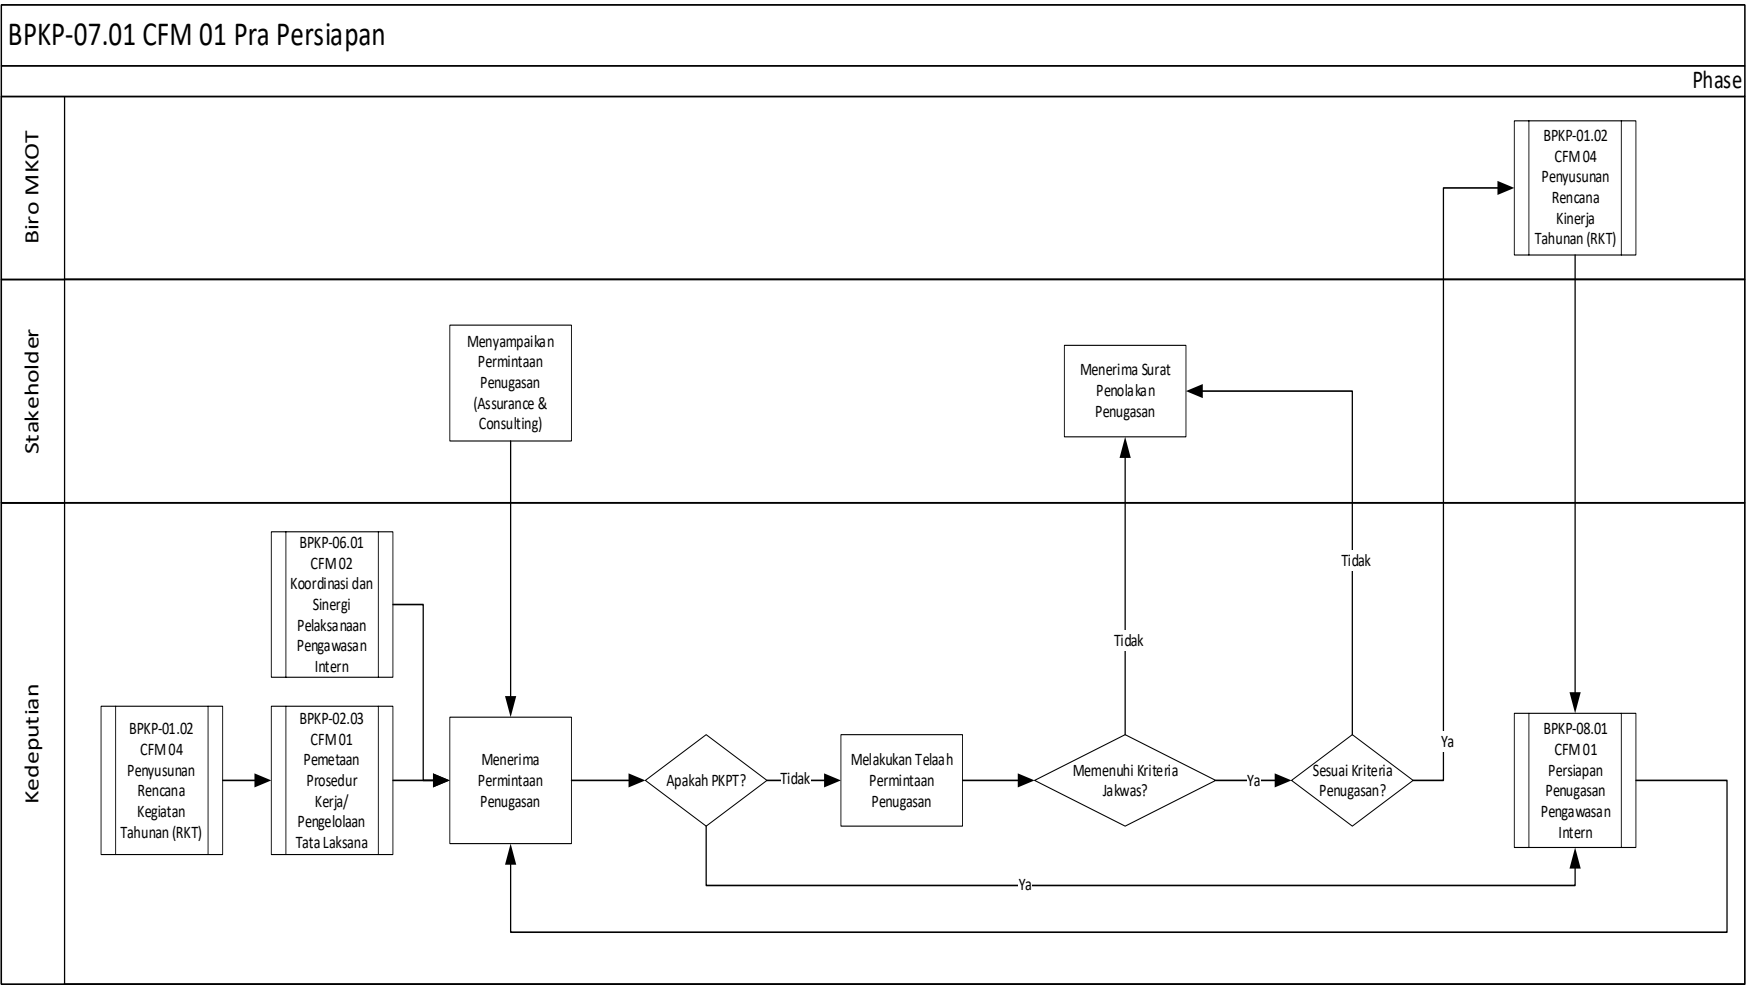 BPKP-07.01 CFM 01 Pra Persiapan
Phase
Biro MKOT
BPKP-01.02
CFM 04
Penyusunan
Rencana
Kinerja
Tahunan (RKT)
Stakeholder
Menyampaikan
Permintaan
Penugasan
(Assurance &
Consulting)
Menerima Surat
Penolakan
Penugasan
Tidak
Tidak
Kedeputian
BPKP-06.01
CFM 02
Koordinasi dan
Sinergi
Pelaksanaan
Pengawasan
Intern
BPKP-01.02
CFM 04
Penyusunan
Rencana
Kegiatan
Tahunan (RKT)
BPKP-02.03
CFM 01
Pemetaan
Prosedur
Kerja/
Pengelolaan
Tata Laksana
Menerima
Permintaan
Penugasan
Apakah PKPT?
Tidak
Melakukan Telaah
Permintaan
Penugasan
Memenuhi Kriteria
Jakwas?
Ya
Sesuai Kriteria
Penugasan?
Ya
BPKP-08.01
CFM 01
Persiapan
Penugasan
Pengawasan
Intern
Ya